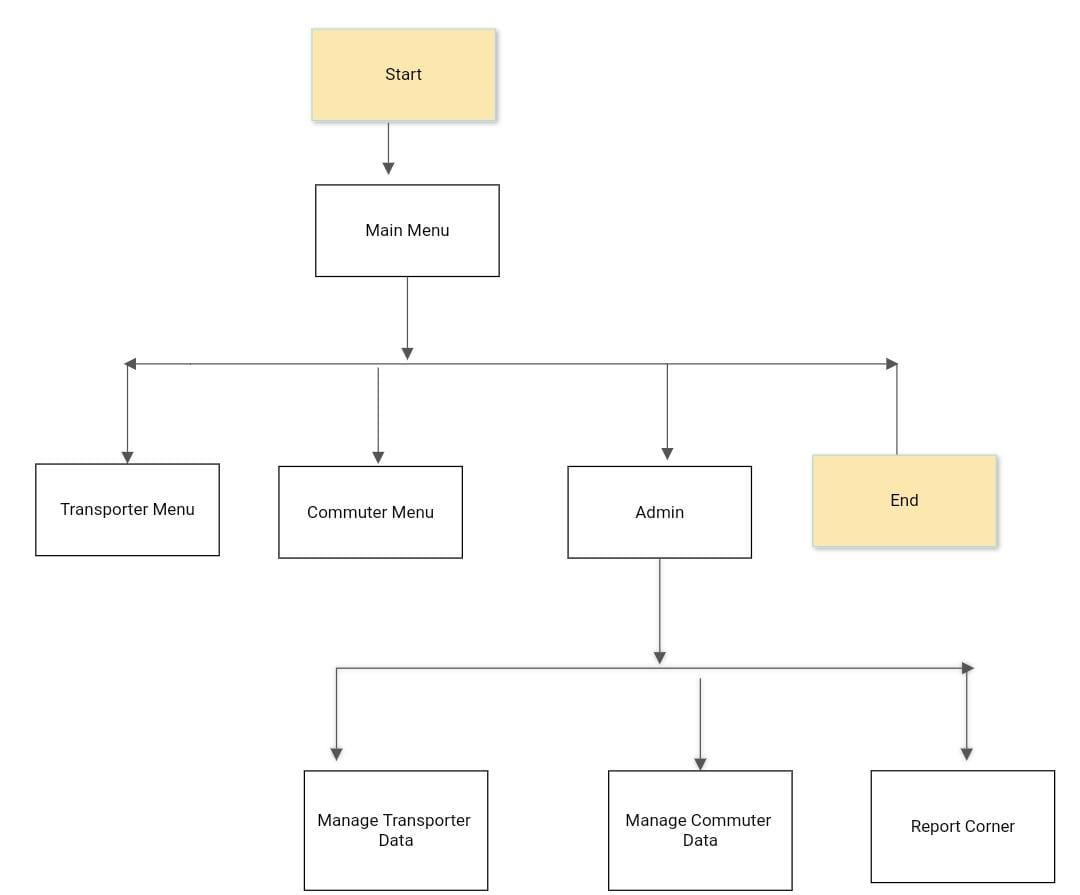 Start
Main Menu
Transporter Menu
Commuter Menu
Admin
End
Manage Transporter
Data
Manage Commuter
Data
Report Corner